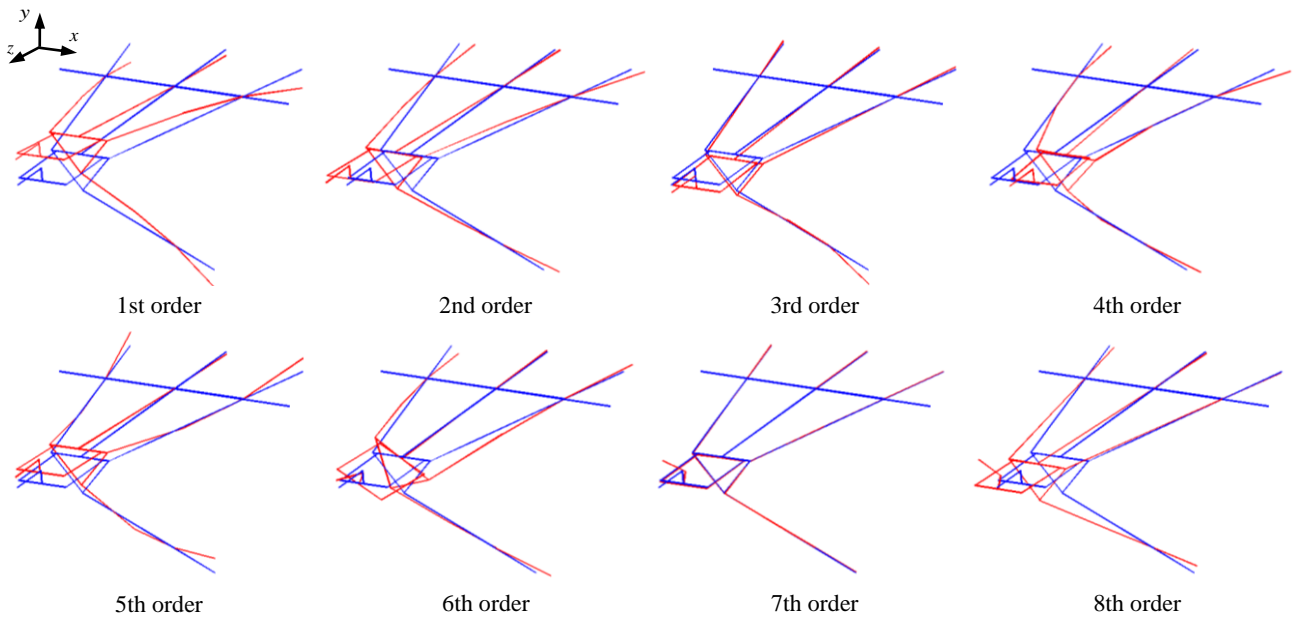 y
z
x
1st order
2nd order
3rd order
4th order
5th order
6th order
7th order
8th order